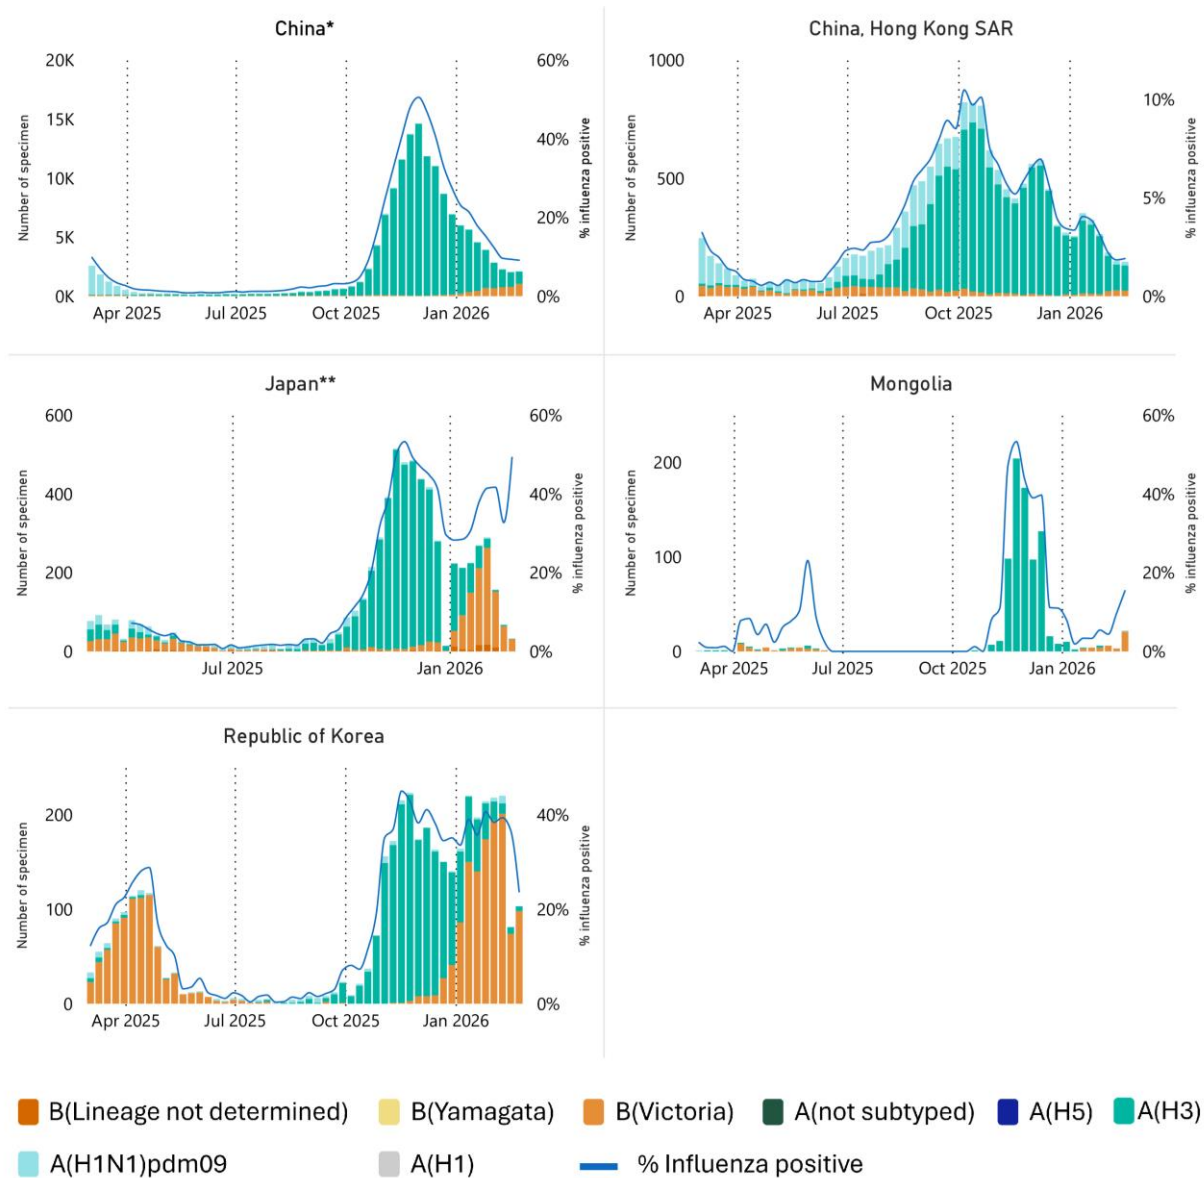 China*
20K
15K
10K
5K
0K
Number of specimen
60%
40%
20%
0%
% influenza positive
Apr 2025 Jul 2025 Oct 2025 Jan 2026
China, Hong Kong SAR
1000
500
0
Number of specimen
10%
5%
0%
% influenza positive
Apr 2025 Jul 2025 Oct 2025 Jan 2026
Japan**
600
400
200
0
Number of specimen
60%
40%
20%
0%
% influenza positive
Jul 2025 Jan 2026
Mongolia
200
100
0
Number of specimen
60%
40%
20%
0%
% influenza positive
Apr 2025 Jul 2025 Oct 2025 Jan 2026
Republic of Korea
200
100
0
Number of specimen
40%
20%
0%
% influenza positive
Apr 2025 Jul 2025 Oct 2025 Jan 2026
B(Lineage not determined) B(Yamagata) B(Victoria) A(not subtyped) A(H5) A(H3)
A(H1N1)pdm09 A(H1) % Influenza positive